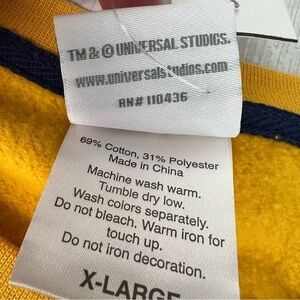 TM & © UNIVERSAL STUDIOS.
www.universalstudios.com
RN# 110436
69% Cotton, 31% Polyester
Made in China
Machine wash warm.
Tumble dry low.
Wash colors separately.
Do not bleach. Warm iron for
touch up.
Do not iron decoration.
X-LARGE